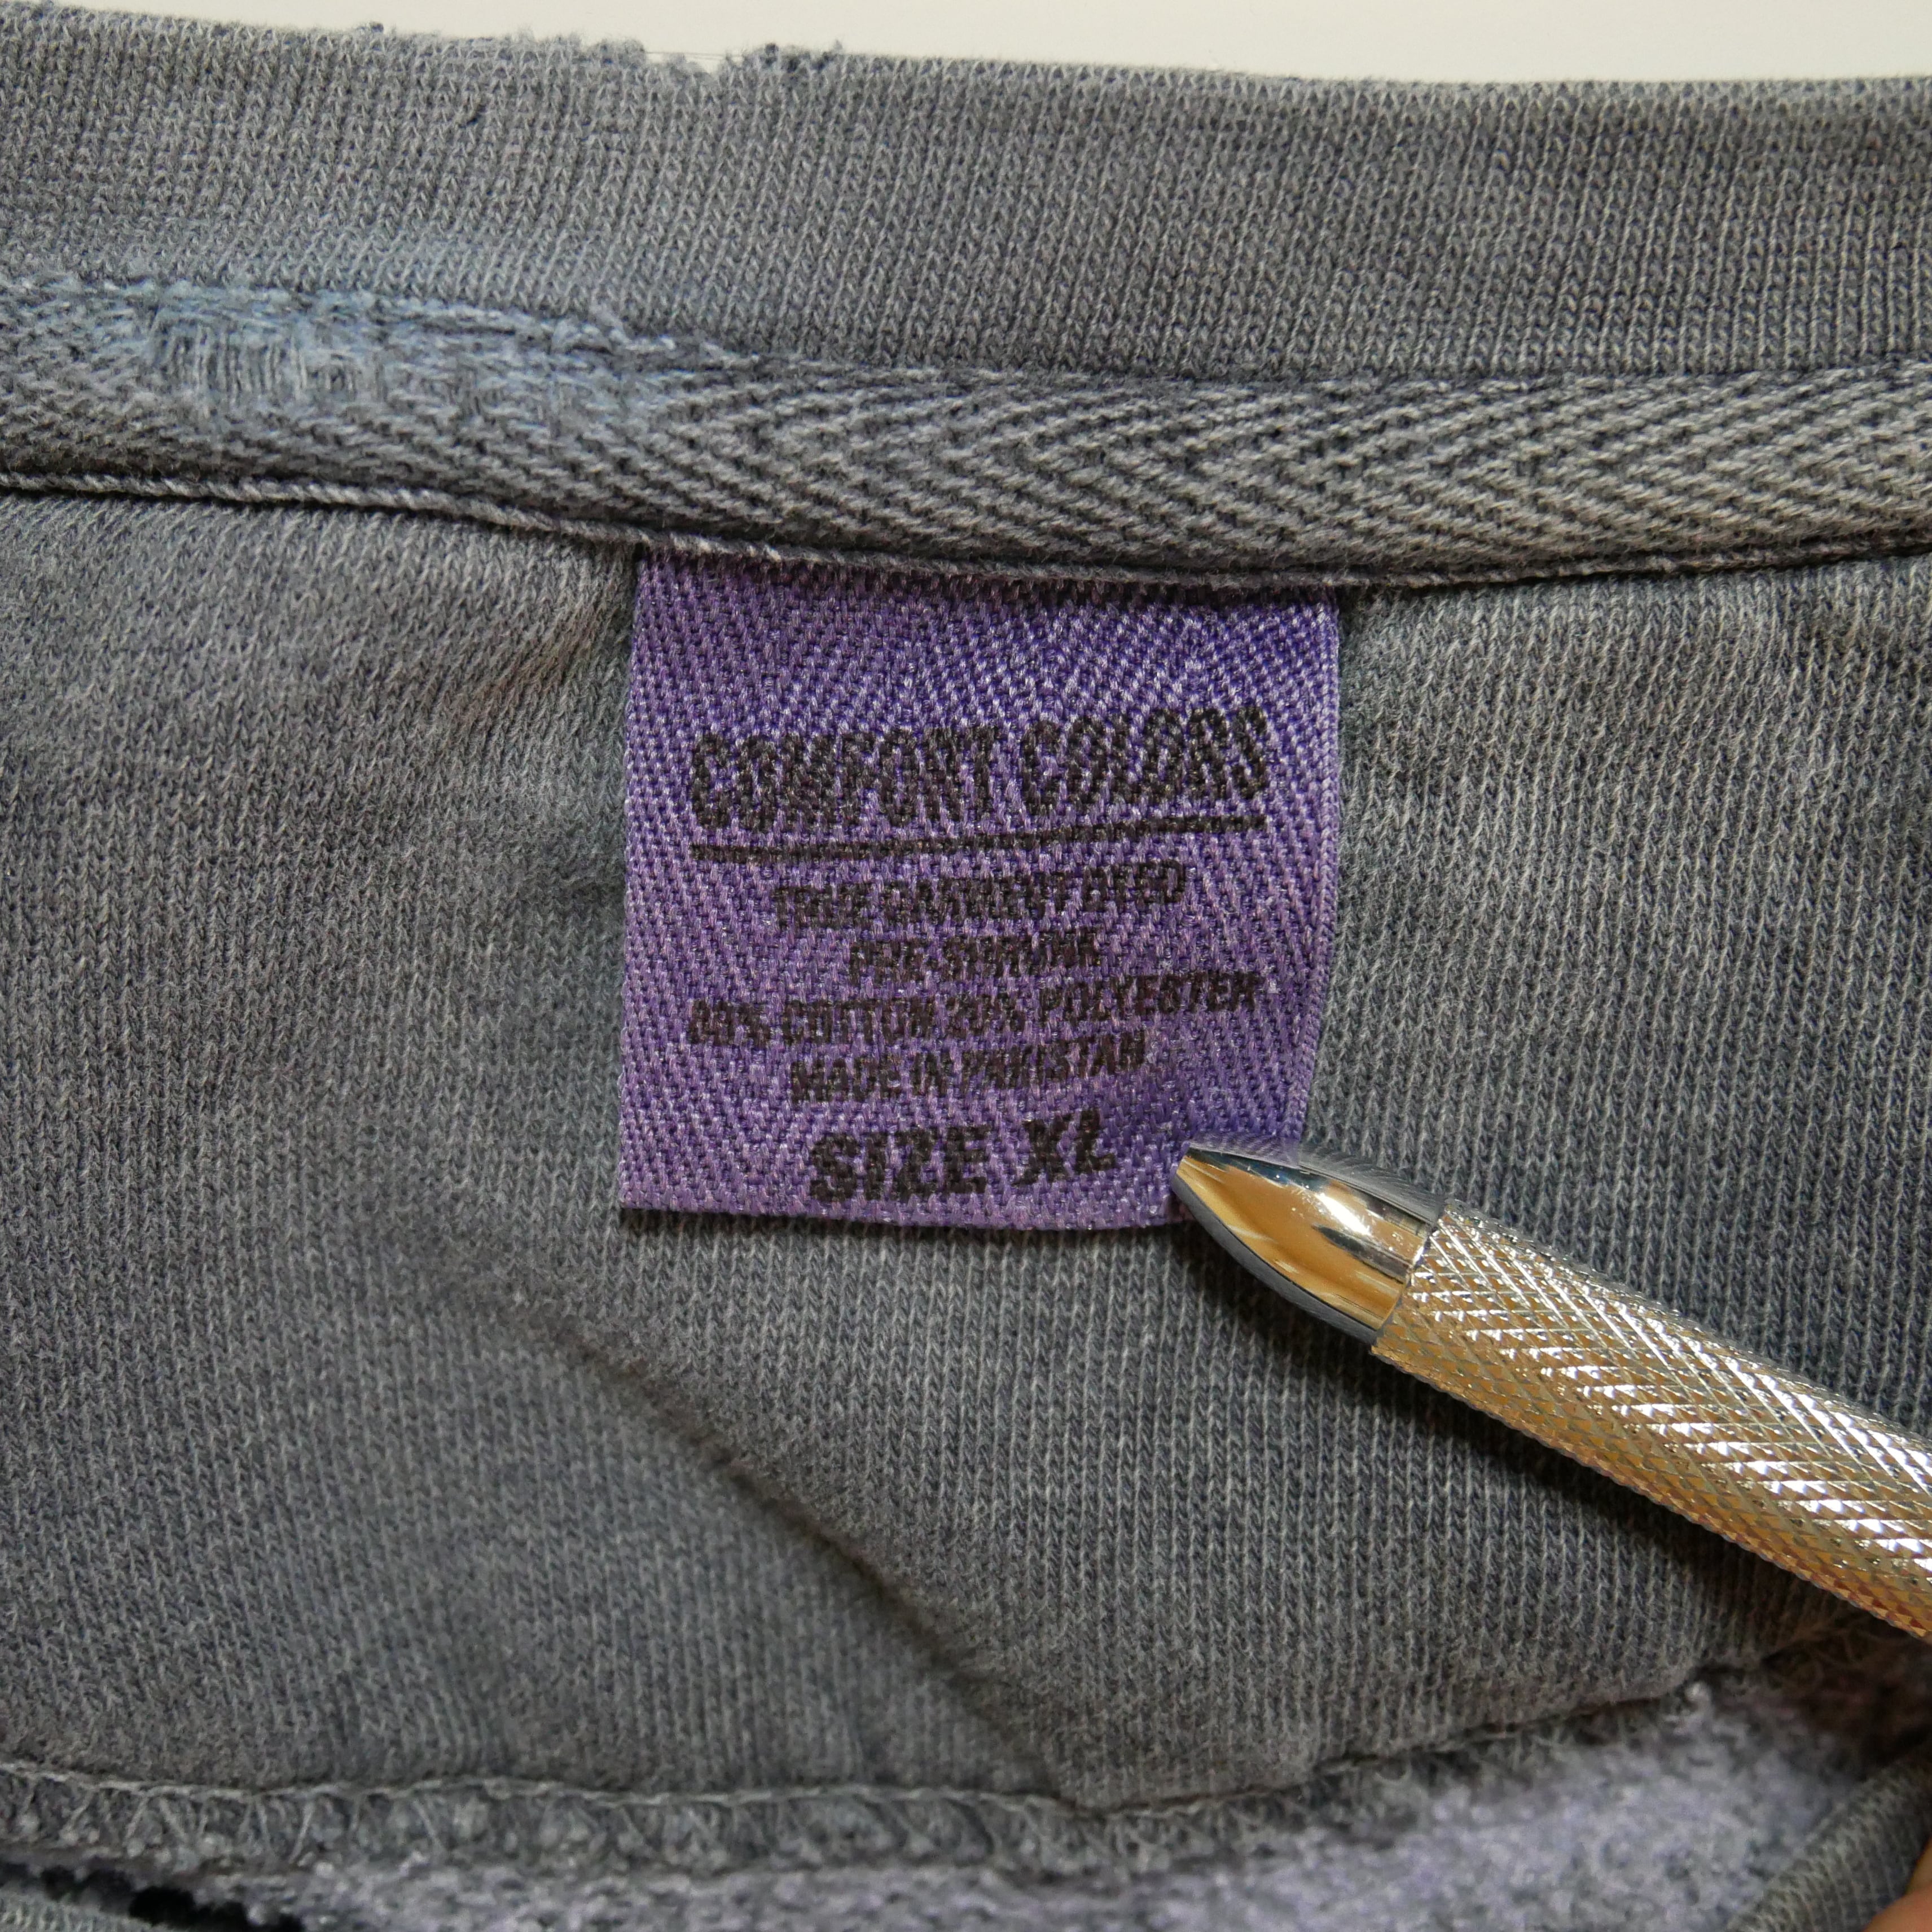 COMFORT COLORS
TRUE GARMENT DYED
PRE-SHRUNK
80% COTTON 20% POLYESTER
MADE IN PAKISTAN
SIZE XL